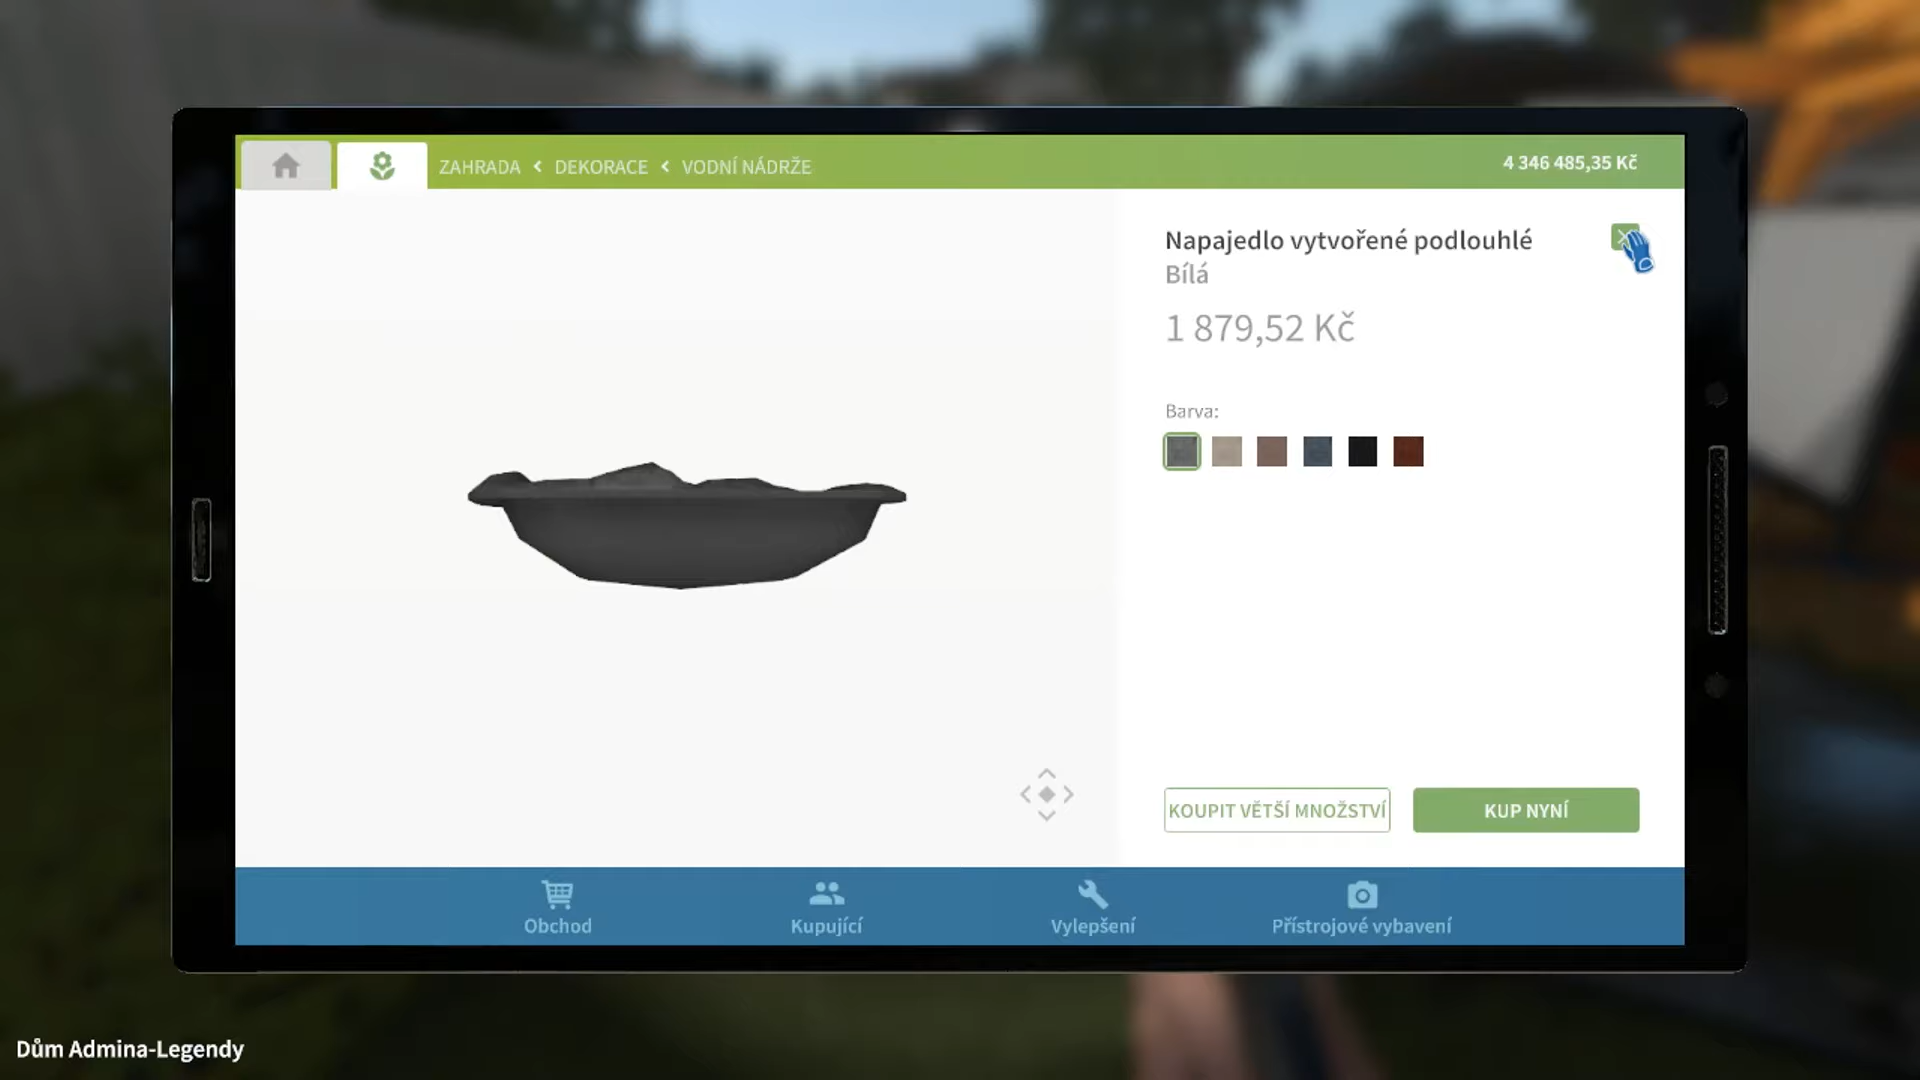 ZAHRADA < DEKORACE < VODNÍ NÁDRŽE
4 346 485,35 Kč
Napajedlo vytvořené podlouhlé
Bílá
1 879,52 Kč
Barva:
KOUPIT VĚTŠÍ MNOŽSTVÍ
KUP NYNÍ
Obchod
Kupující
Vylepšení
Přístrojové vybavení
Dům Admina-Legendy